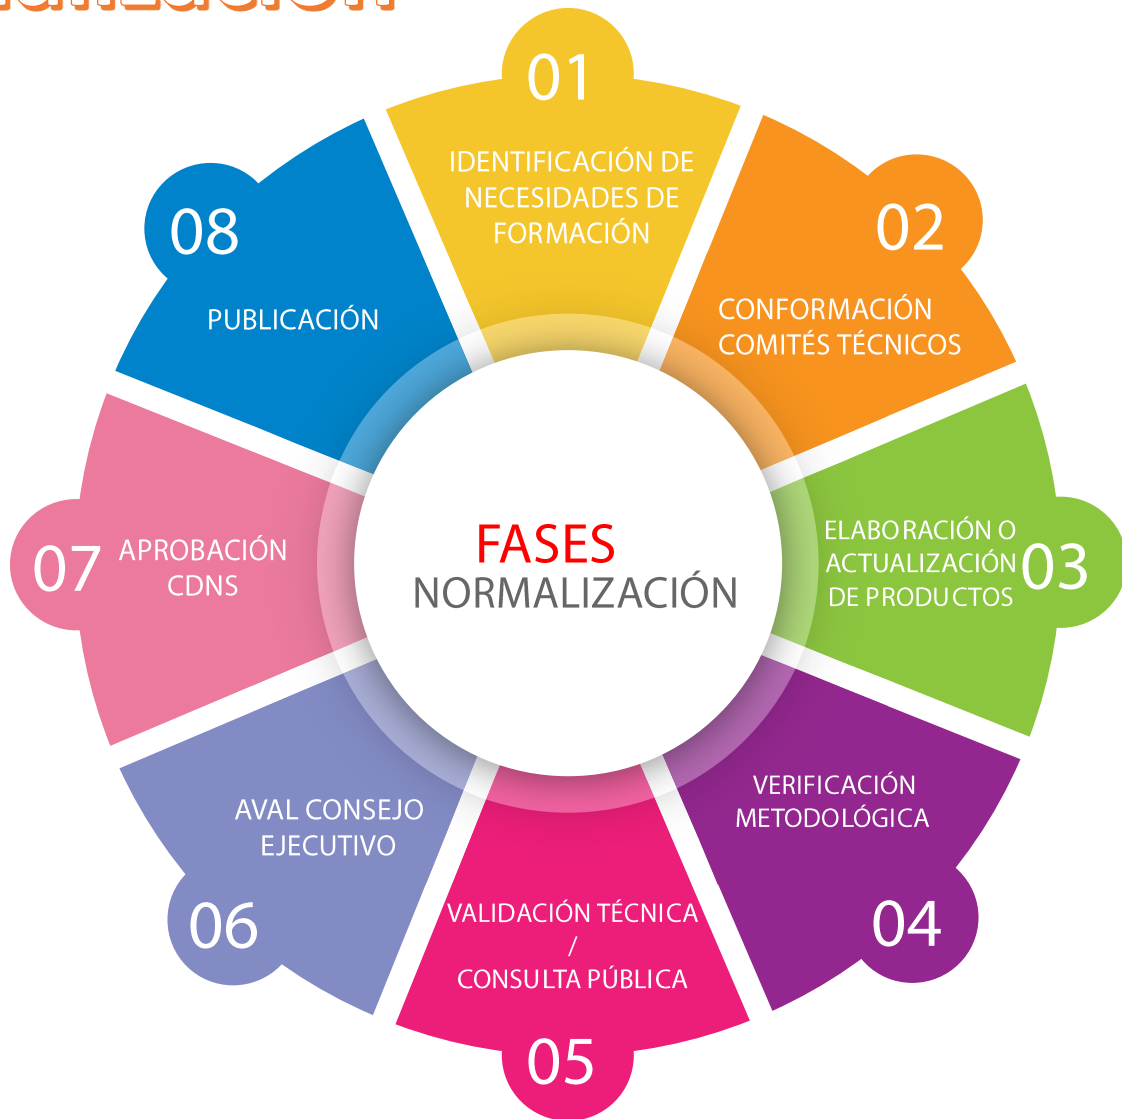 01
IDENTIFICACIÓN DE
NECESIDADES DE
FORMACIÓN
02
CONFORMACIÓN
COMITÉS TÉCNICOS
03
ELABORACIÓN O
ACTUALIZACIÓN
DE PRODUCTOS
04
VERIFICACIÓN
METODOLÓGICA
05
VALIDACIÓN TÉCNICA
/
CONSULTA PÚBLICA
06
AVAL CONSEJO
EJECUTIVO
07
APROBACIÓN
CDNS
08
PUBLICACIÓN
FASES
NORMALIZACIÓN